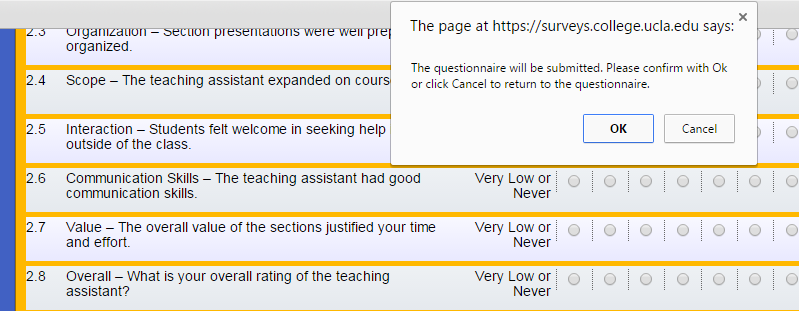 The page at https://surveys.college.ucla.edu says:
The questionnaire will be submitted. Please confirm with Ok
or click Cancel to return to the questionnaire.
OK
Cancel
2.3 Organization – Section presentations were well prep
organized.
2.4 Scope – The teaching assistant expanded on cours
2.5 Interaction – Students felt welcome in seeking help
outside of the class.
2.6 Communication Skills – The teaching assistant had good
communication skills.
Very Low or
Never
2.7 Value – The overall value of the sections justified your time
and effort.
Very Low or
Never
2.8 Overall – What is your overall rating of the teaching
assistant?
Very Low or
Never